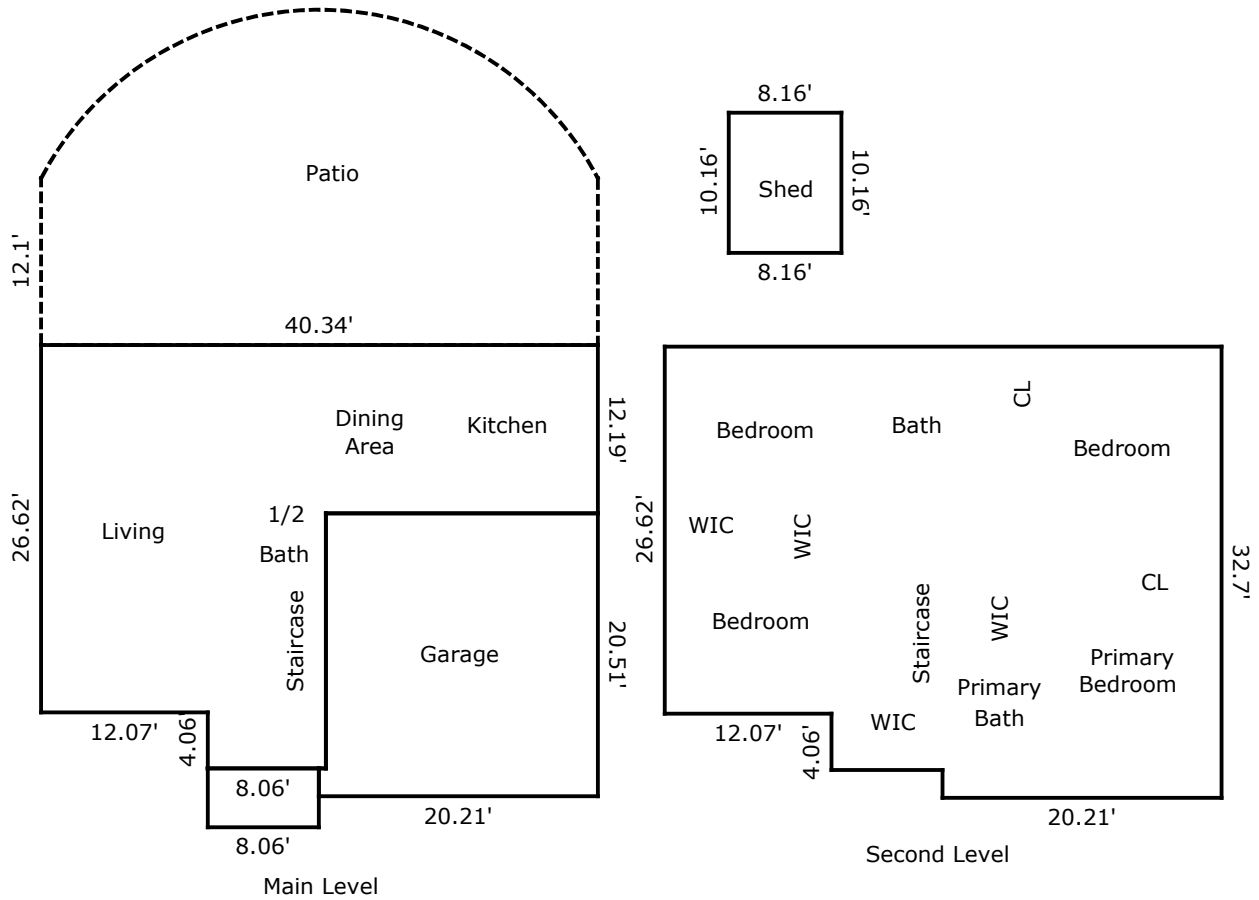 8.16'
10.16'
Shed
10.16'
8.16'
Patio
12.1'
40.34'
Dining
Area
Kitchen
12.19'
26.62'
Living
1/2
Bath
Staircase
Garage
20.51'
12.07'
4.06'
8.06'
8.06'
20.21'
Main Level
Bedroom
Bath
CL
Bedroom
26.62'
WIC
WIC
32.7'
CL
Bedroom
Staircase
WIC
Primary
Bedroom
Primary
Bath
WIC
12.07'
4.06'
20.21'
Second Level